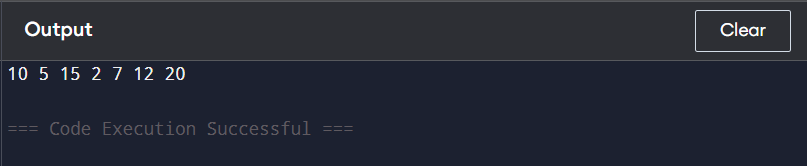 Output
Clear
10 5 15 2 7 12 20
=== Code Execution Successful ===